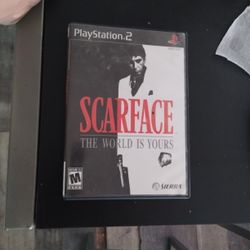 PlayStation 2
SCARFACE
THE WORLD IS YOURS
M
SIERRA